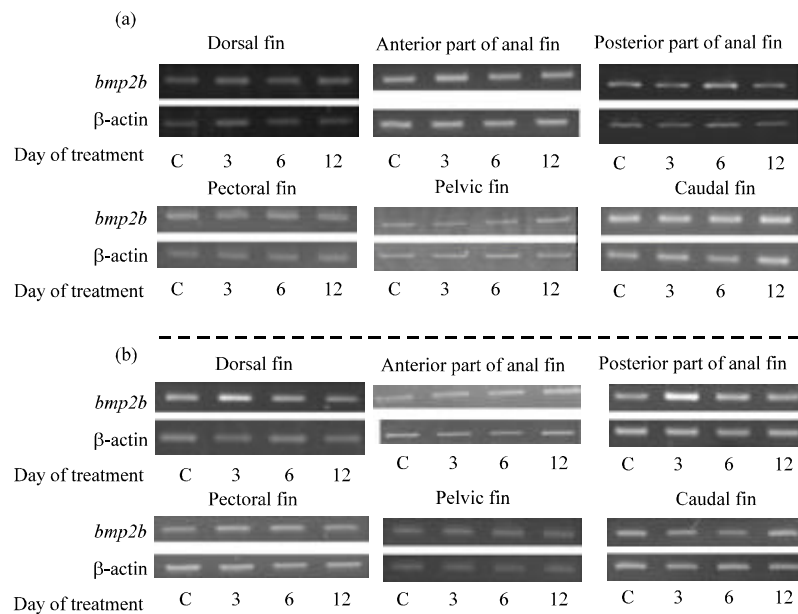 (a)
Dorsal fin Anterior part of anal fin Posterior part of anal fin
bmp2b
β-actin
Day of treatment C 3 6 12 C 3 6 12 C 3 6 12
Pectoral fin Pelvic fin Caudal fin
bmp2b
β-actin
Day of treatment C 3 6 12 C 3 6 12 C 3 6 12
(b)
Dorsal fin Anterior part of anal fin Posterior part of anal fin
bmp2b
β-actin
Day of treatment C 3 6 12 C 3 6 12 C 3 6 12
Pectoral fin Pelvic fin Caudal fin
bmp2b
β-actin
Day of treatment C 3 6 12 C 3 6 12 C 3 6 12